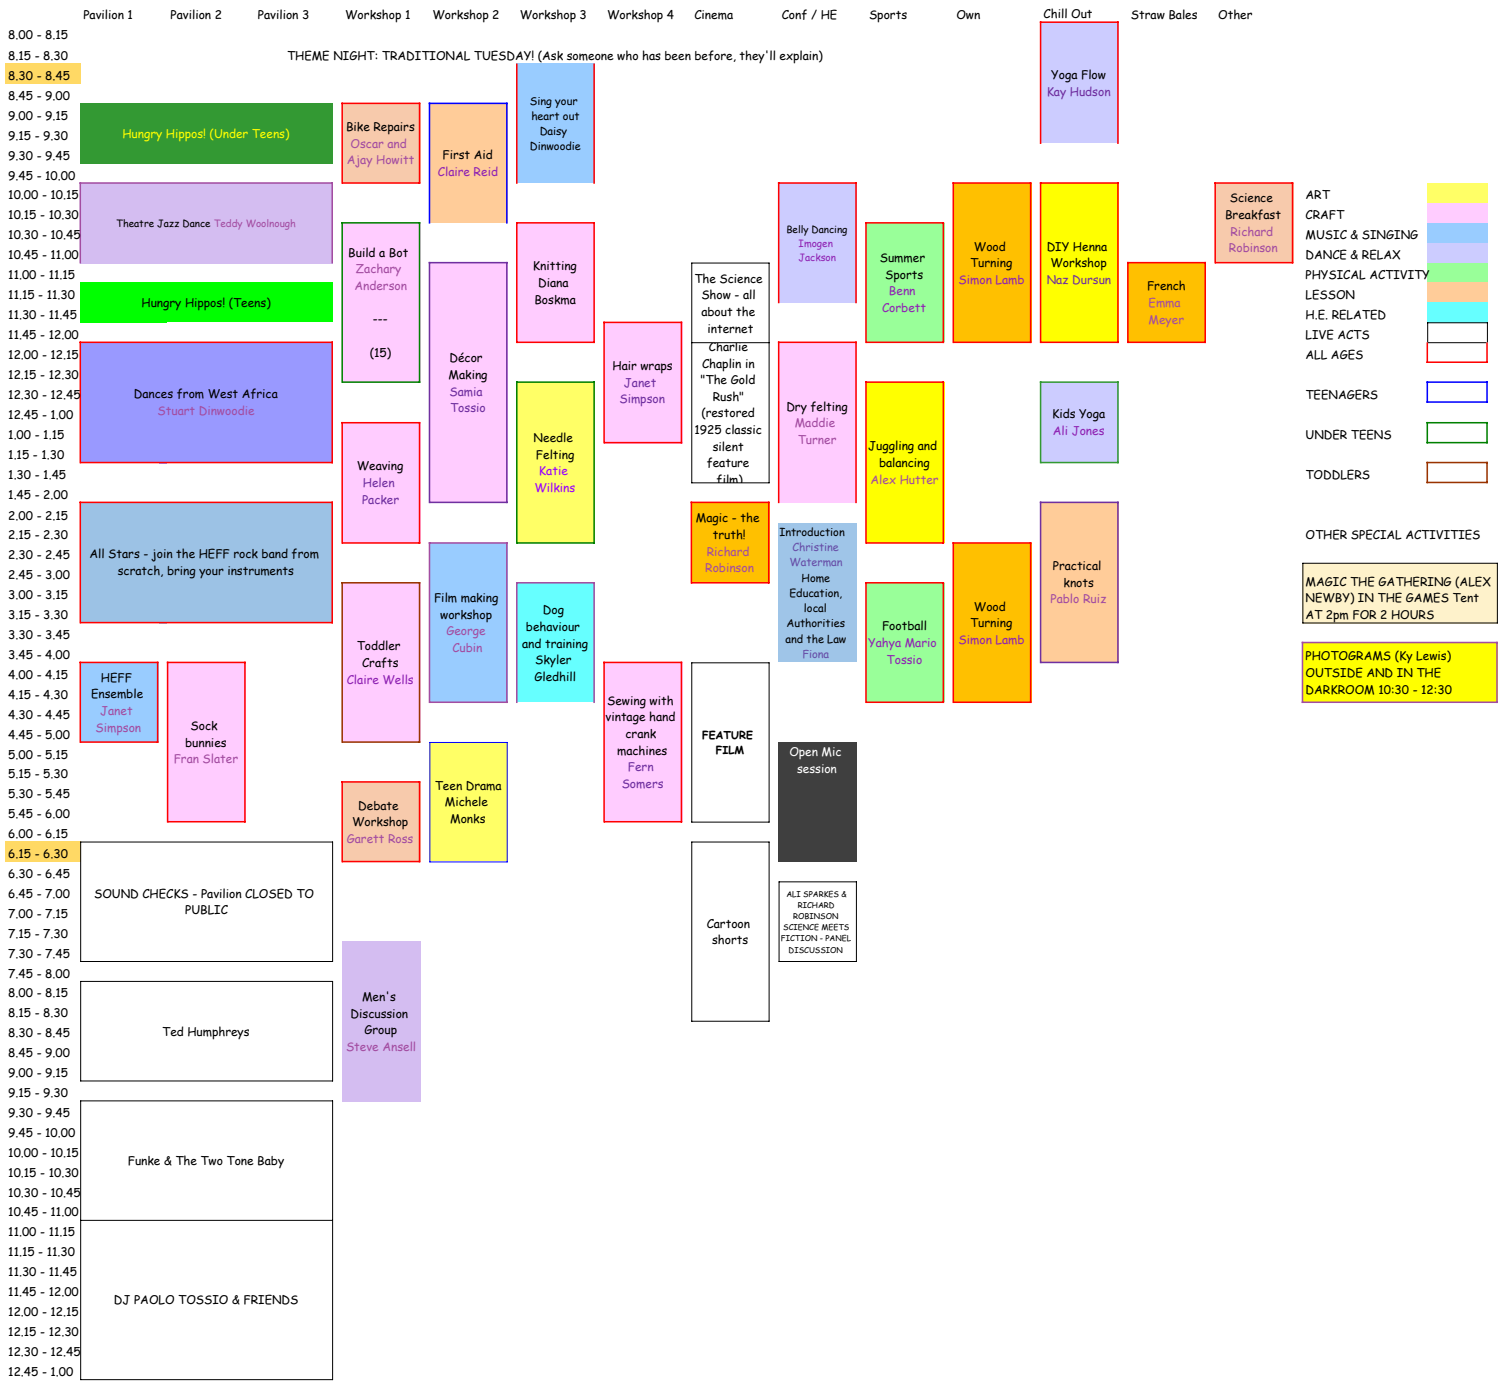 Pavilion 1 Pavilion 2 Pavilion 3 Workshop 1 Workshop 2 Workshop 3 Workshop 4 Cinema Conf / HE Sports Own Chill Out Straw Bales Other
8.00 - 8.15
8.15 - 8.30
8.30 - 8.45
8.45 - 9.00
9.00 - 9.15
9.15 - 9.30
9.30 - 9.45
9.45 - 10.00
10.00 - 10.15
10.15 - 10.30
10.30 - 10.45
10.45 - 11.00
11.00 - 11.15
11.15 - 11.30
11.30 - 11.45
11.45 - 12.00
12.00 - 12.15
12.15 - 12.30
12.30 - 12.45
12.45 - 1.00
1.00 - 1.15
1.15 - 1.30
1.30 - 1.45
1.45 - 2.00
2.00 - 2.15
2.15 - 2.30
2.30 - 2.45
2.45 - 3.00
3.00 - 3.15
3.15 - 3.30
3.30 - 3.45
3.45 - 4.00
4.00 - 4.15
4.15 - 4.30
4.30 - 4.45
4.45 - 5.00
5.00 - 5.15
5.15 - 5.30
5.30 - 5.45
5.45 - 6.00
6.00 - 6.15
6.15 - 6.30
6.30 - 6.45
6.45 - 7.00
7.00 - 7.15
7.15 - 7.30
7.30 - 7.45
7.45 - 8.00
8.00 - 8.15
8.15 - 8.30
8.30 - 8.45
8.45 - 9.00
9.00 - 9.15
9.15 - 9.30
9.30 - 9.45
9.45 - 10.00
10.00 - 10.15
10.15 - 10.30
10.30 - 10.45
10.45 - 11.00
11.00 - 11.15
11.15 - 11.30
11.30 - 11.45
11.45 - 12.00
12.00 - 12.15
12.15 - 12.30
12.30 - 12.45
12.45 - 1.00
THEME NIGHT: TRADITIONAL TUESDAY! (Ask someone who has been before, they'll explain)
Hungry Hippos! (Under Teens)
Theatre Jazz Dance Teddy Woolnough
Hungry Hippos! (Teens)
Dances from West Africa
Stuart Dinwoodie
All Stars - join the HEFF rock band from
scratch, bring your instruments
HEFF
Ensemble
Janet
Simpson
Sock
bunnies
Fran Slater
SOUND CHECKS - Pavilion CLOSED TO
PUBLIC
Ted Humphreys
Funke & The Two Tone Baby
DJ PAOLO TOSSIO & FRIENDS
Bike Repairs
Oscar and
Ajay Howitt
Build a Bot
Zachary
Anderson
---
(15)
Weaving
Helen
Packer
Toddler
Crafts
Claire Wells
Debate
Workshop
Garett Ross
Men's
Discussion
Group
Steve Ansell
First Aid
Claire Reid
Décor
Making
Samia
Tossio
Film making
workshop
George
Cubin
Teen Drama
Michele
Monks
Sing your
heart out
Daisy
Dinwoodie
Knitting
Diana
Boskma
Needle
Felting
Katie
Wilkins
Dog
behaviour
and training
Skyler
Gledhill
Hair wraps
Janet
Simpson
Sewing with
vintage hand
crank
machines
Fern
Somers
The Science
Show - all
about the
internet
Charlie
Chaplin in
"The Gold
Rush"
(restored
1925 classic
silent
feature
film)
Magic - the
truth!
Richard
Robinson
FEATURE
FILM
Cartoon
shorts
Belly Dancing
Imogen
Jackson
Dry felting
Maddie
Turner
Introduction
Christine
Waterman
Home
Education,
local
Authorities
and the Law
Fiona
Open Mic
session
ALI SPARKES &
RICHARD
ROBINSON
SCIENCE MEETS
FICTION - PANEL
DISCUSSION
Summer
Sports
Benn
Corbett
Juggling and
balancing
Alex Hutter
Football
Yahya Mario
Tossio
Wood
Turning
Simon Lamb
Wood
Turning
Simon Lamb
Yoga Flow
Kay Hudson
DIY Henna
Workshop
Naz Dursun
Kids Yoga
Ali Jones
Practical
knots
Pablo Ruiz
French
Emma
Meyer
Science
Breakfast
Richard
Robinson
ART
CRAFT
MUSIC & SINGING
DANCE & RELAX
PHYSICAL ACTIVITY
LESSON
H.E. RELATED
LIVE ACTS
ALL AGES
TEENAGERS
UNDER TEENS
TODDLERS
OTHER SPECIAL ACTIVITIES
MAGIC THE GATHERING (ALEX
NEWBY) IN THE GAMES Tent
AT 2pm FOR 2 HOURS
PHOTOGRAMS (Ky Lewis)
OUTSIDE AND IN THE
DARKROOM 10:30 - 12:30